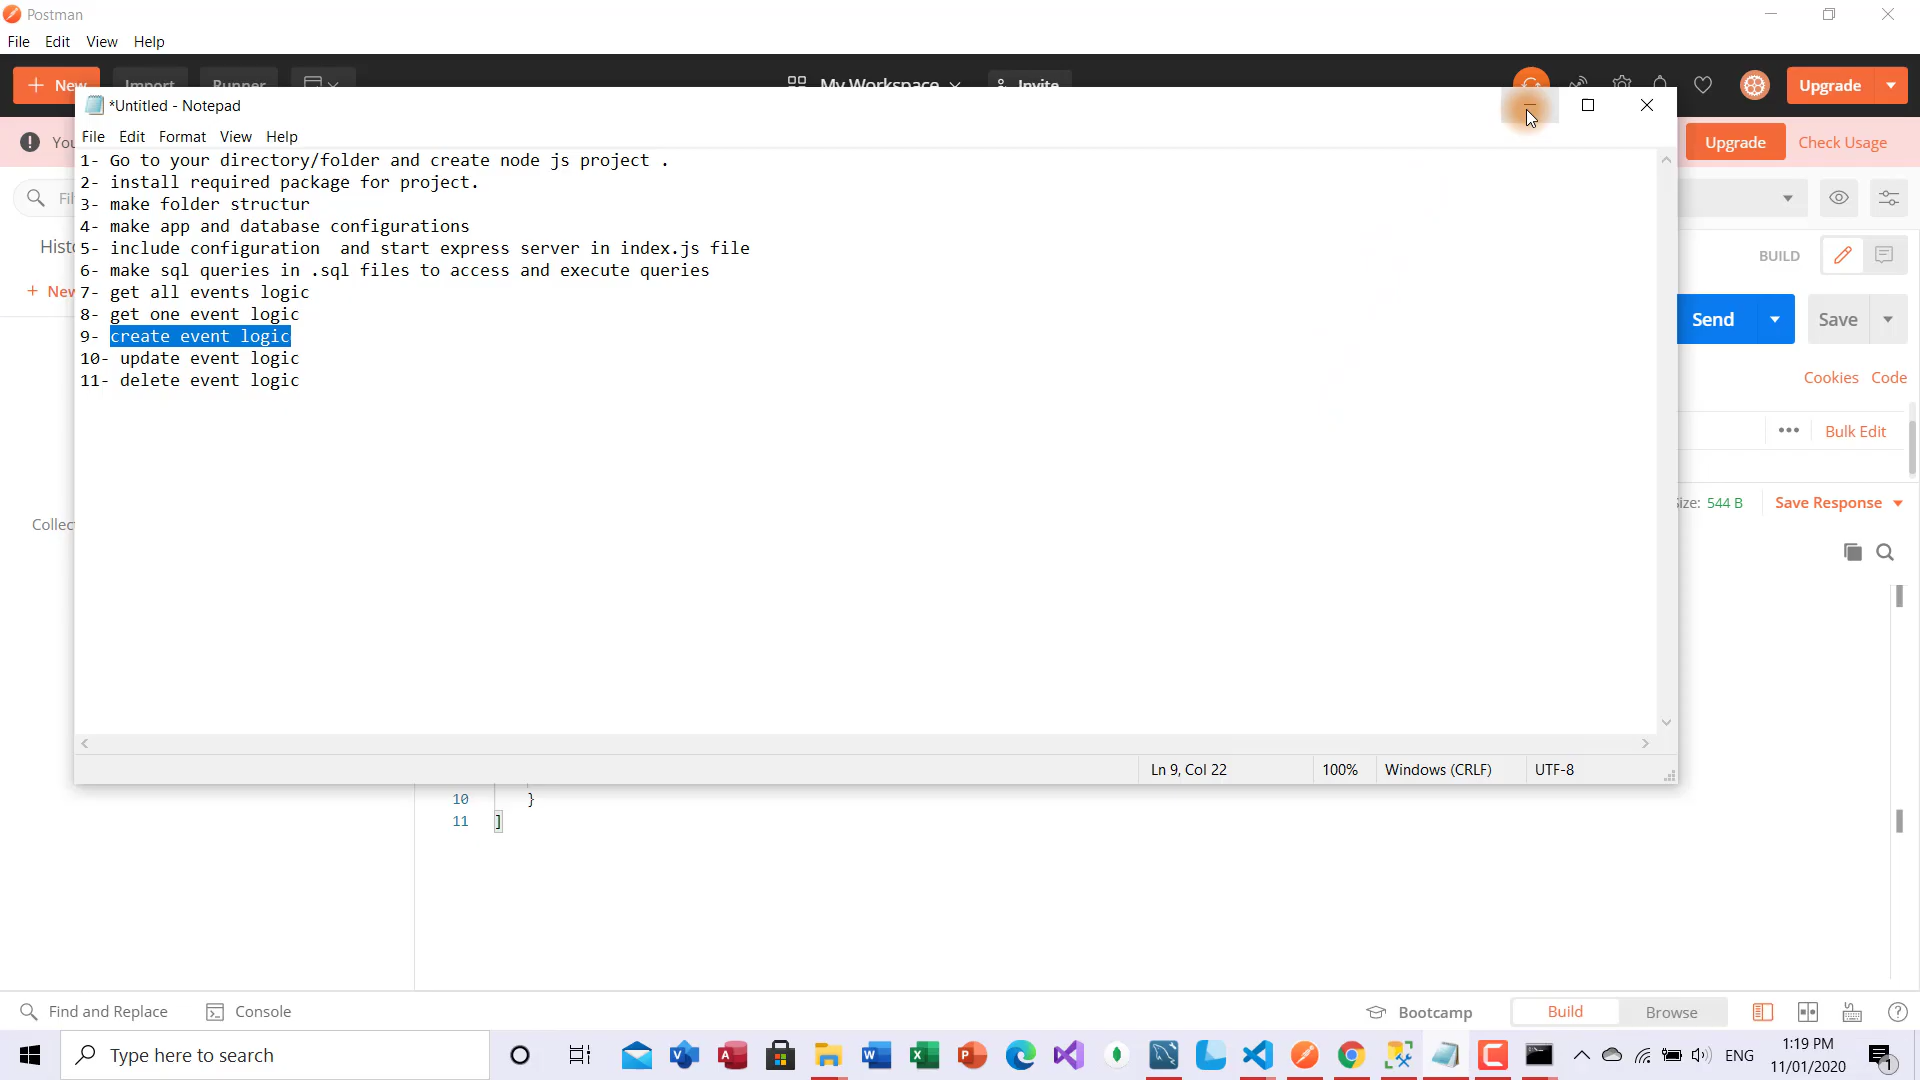 Postman
File Edit View Help
New Import Runner My Workspace Invite Upgrade
*Untitled - Notepad
You Upgrade Check Usage
File Edit Format View Help
1- Go to your directory/folder and create node js project .
2- install required package for project.
3- make folder structur
4- make app and database configurations
5- include configuration  and start express server in index.js file
6- make sql queries in .sql files to access and execute queries
7- get all events logic
8- get one event logic
9- create event logic
10- update event logic
11- delete event logic
BUILD
New
Send Save
Cookies Code
Bulk Edit
544 B Save Response
Ln 9, Col 22 100% Windows (CRLF) UTF-8
10 }
11 ]
Find and Replace Console Bootcamp Build Browse
Type here to search ENG 1:19 PM
11/01/2020
1